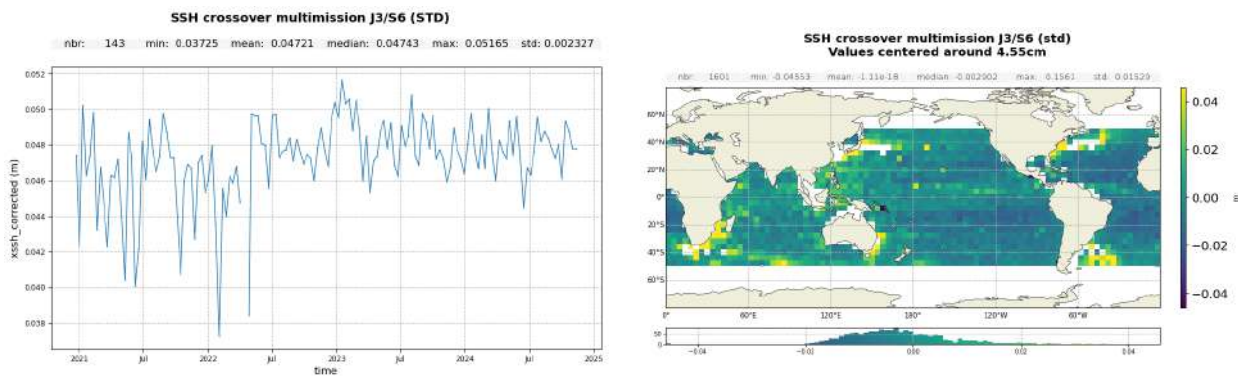 SSH crossover multimission J3/S6 (STD)
nbr: 143 min: 0.03725 mean: 0.04721 median: 0.04743 max: 0.05165 std: 0.002327
0.052
0.050
0.048
0.046
0.044
0.042
0.040
0.038
xssh_corrected (m)
2021 Jul 2022 Jul 2023 Jul 2024 Jul 2025
time
SSH crossover multimission J3/S6 (std)
Values centered around 4.55cm
nbr: 1601 min: -0.04553 mean: -1.11e-18 median: -0.002902 max: 0.1561 std: 0.01529
60°N
40°N
20°N
0°
20°S
40°S
60°S
0° 60°E 120°E 180° 120°W 60°W
0.04
0.02
0.00
−0.02
−0.04
m
50
0
−0.04 −0.02 0.00 0.02 0.04